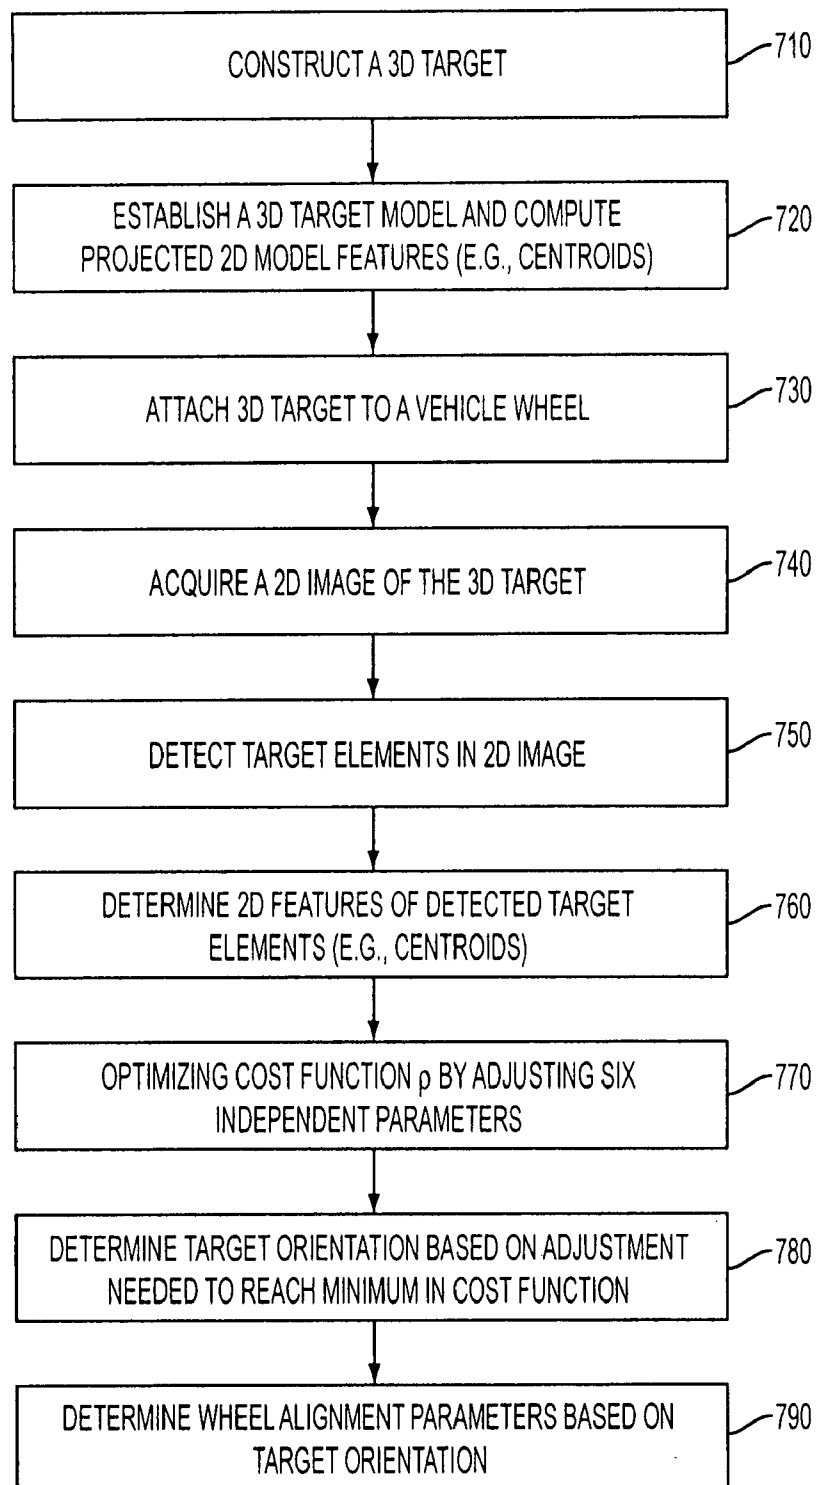 CONSTRUCT A 3D TARGET
710
ESTABLISH A 3D TARGET MODEL AND COMPUTE
PROJECTED 2D MODEL FEATURES (E.G., CENTROIDS)
720
ATTACH 3D TARGET TO A VEHICLE WHEEL
730
ACQUIRE A 2D IMAGE OF THE 3D TARGET
740
DETECT TARGET ELEMENTS IN 2D IMAGE
750
DETERMINE 2D FEATURES OF DETECTED TARGET
ELEMENTS (E.G., CENTROIDS)
760
OPTIMIZING COST FUNCTION ρ BY ADJUSTING SIX
INDEPENDENT PARAMETERS
770
DETERMINE TARGET ORIENTATION BASED ON ADJUSTMENT
NEEDED TO REACH MINIMUM IN COST FUNCTION
780
DETERMINE WHEEL ALIGNMENT PARAMETERS BASED ON
TARGET ORIENTATION
790